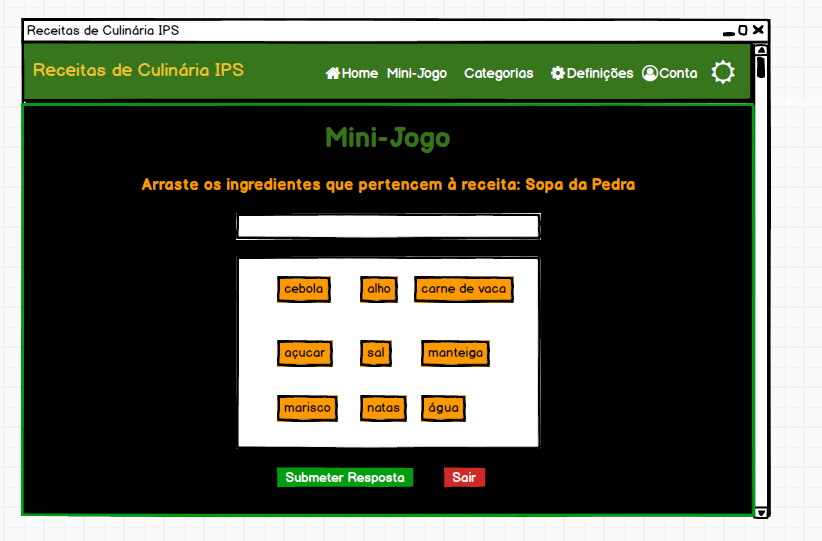 Receitas de Culinária IPS
Receitas de Culinária IPS Home Mini-Jogo Categorias Definições Conta
Mini-Jogo
Arraste os ingredientes que pertencem à receita: Sopa da Pedra
cebola alho carne de vaca
açucar sal manteiga
marisco natas água
Submeter Resposta Sair